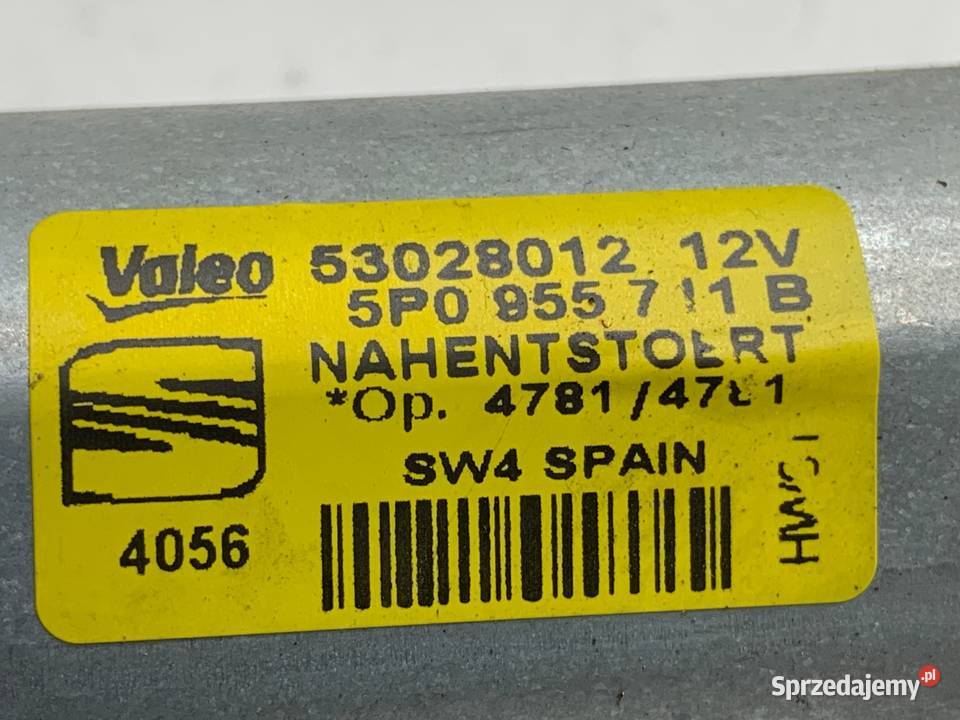 Valeo 53028012 12V
5P0 955 711 B
NAHENTSTOERT
*Op. 4781/4781
SW4 SPAIN
4056
Sprzedajemy.pl